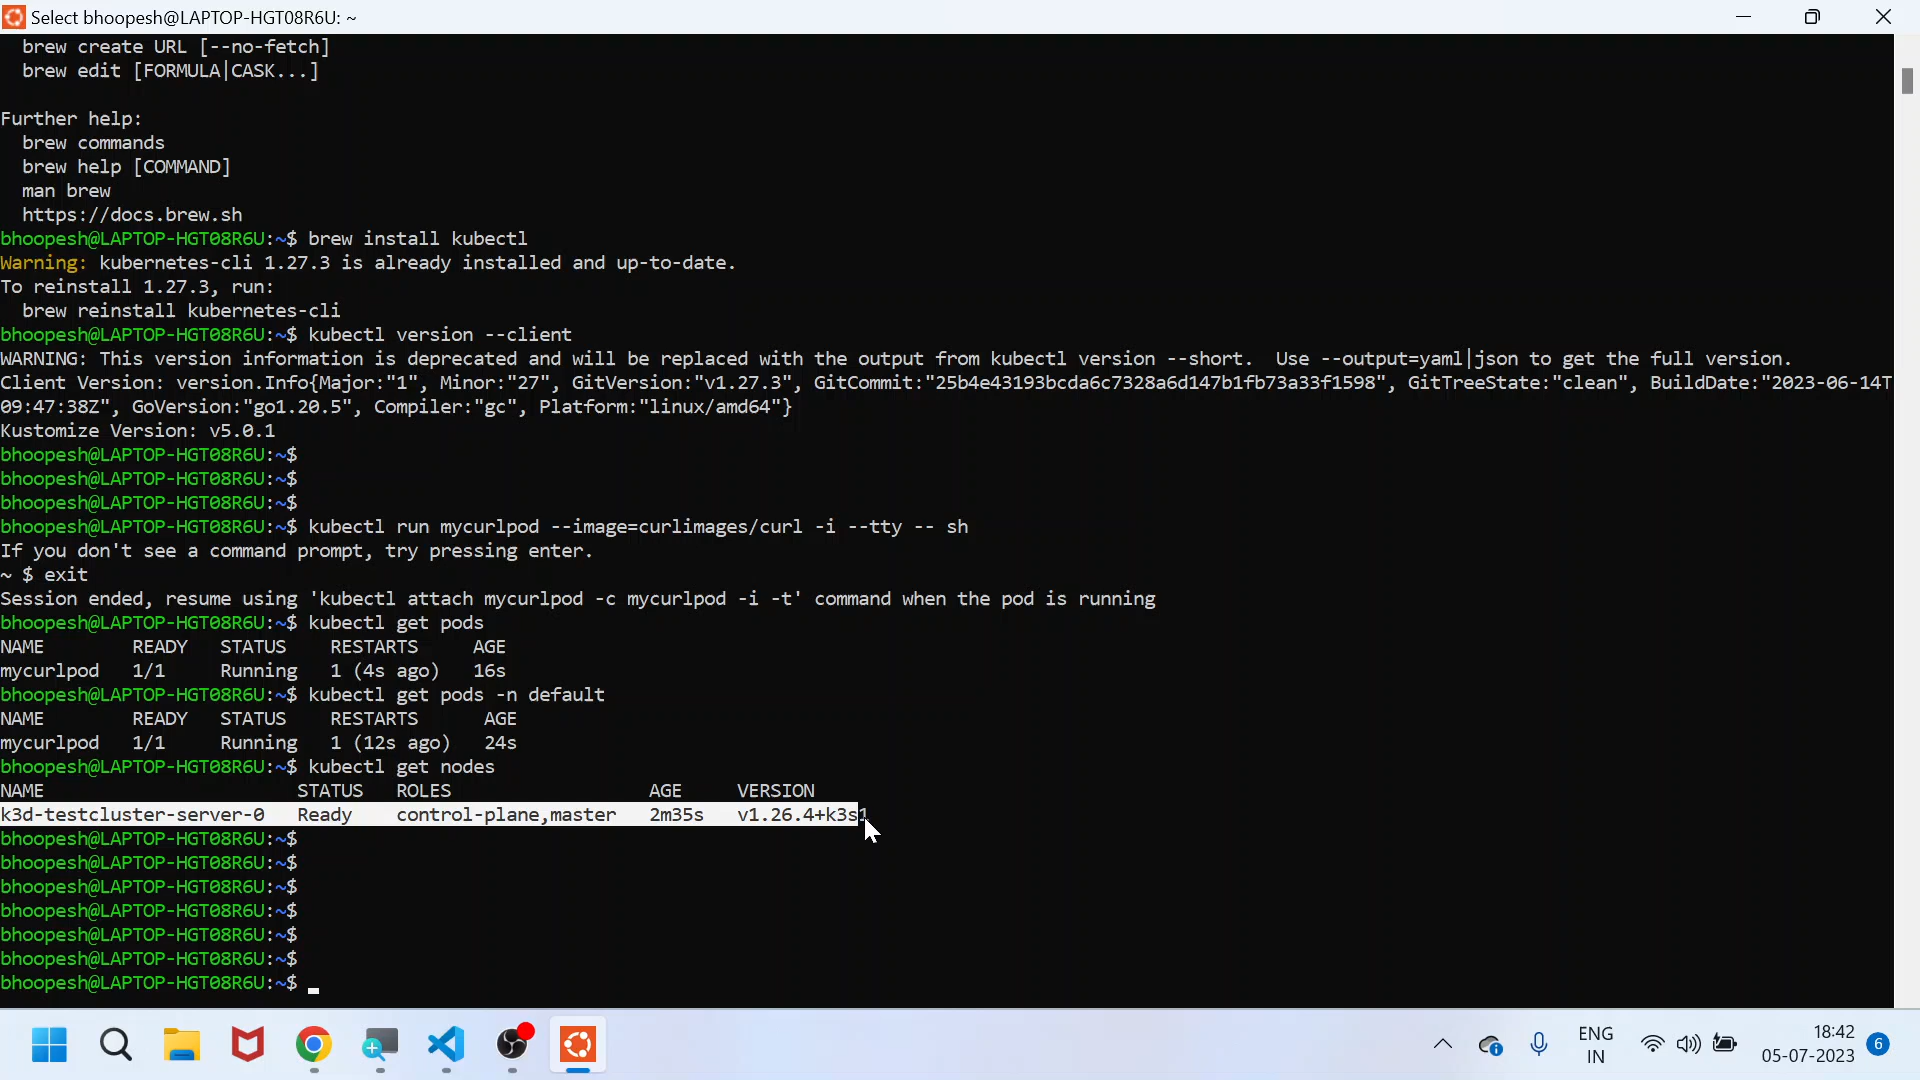 Select bhoopesh@LAPTOP-HGT08R6U: ~
  brew create URL [--no-fetch]
  brew edit [FORMULA|CASK...]
Further help:
  brew commands
  brew help [COMMAND]
  man brew
  https://docs.brew.sh
bhoopesh@LAPTOP-HGT08R6U:~$ brew install kubectl
Warning: kubernetes-cli 1.27.3 is already installed and up-to-date.
To reinstall 1.27.3, run:
  brew reinstall kubernetes-cli
bhoopesh@LAPTOP-HGT08R6U:~$ kubectl version --client
WARNING: This version information is deprecated and will be replaced with the output from kubectl version --short.  Use --output=yaml|json to get the full version.
Client Version: version.Info{Major:"1", Minor:"27", GitVersion:"v1.27.3", GitCommit:"25b4e43193bcda6c7328a6d147b1fb73a33f1598", GitTreeState:"clean", BuildDate:"2023-06-14T
09:47:38Z", GoVersion:"go1.20.5", Compiler:"gc", Platform:"linux/amd64"}
Kustomize Version: v5.0.1
bhoopesh@LAPTOP-HGT08R6U:~$
bhoopesh@LAPTOP-HGT08R6U:~$
bhoopesh@LAPTOP-HGT08R6U:~$
bhoopesh@LAPTOP-HGT08R6U:~$ kubectl run mycurlpod --image=curlimages/curl -i --tty -- sh
If you don't see a command prompt, try pressing enter.
~ $ exit
Session ended, resume using 'kubectl attach mycurlpod -c mycurlpod -i -t' command when the pod is running
bhoopesh@LAPTOP-HGT08R6U:~$ kubectl get pods
NAME        READY   STATUS    RESTARTS     AGE
mycurlpod   1/1     Running   1 (4s ago)   16s
bhoopesh@LAPTOP-HGT08R6U:~$ kubectl get pods -n default
NAME        READY   STATUS    RESTARTS      AGE
mycurlpod   1/1     Running   1 (12s ago)   24s
bhoopesh@LAPTOP-HGT08R6U:~$ kubectl get nodes
NAME                       STATUS   ROLES                  AGE     VERSION
k3d-testcluster-server-0   Ready    control-plane,master   2m35s   v1.26.4+k3s1
bhoopesh@LAPTOP-HGT08R6U:~$
bhoopesh@LAPTOP-HGT08R6U:~$
bhoopesh@LAPTOP-HGT08R6U:~$
bhoopesh@LAPTOP-HGT08R6U:~$
bhoopesh@LAPTOP-HGT08R6U:~$
bhoopesh@LAPTOP-HGT08R6U:~$
bhoopesh@LAPTOP-HGT08R6U:~$
ENG
IN
18:42
05-07-2023
6